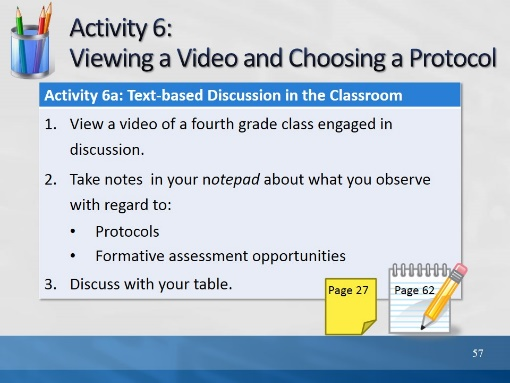 Activity 6:
Viewing a Video and Choosing a Protocol
Activity 6a: Text-based Discussion in the Classroom
1. View a video of a fourth grade class engaged in
discussion.
2. Take notes in your notepad about what you observe
with regard to:
• Protocols
• Formative assessment opportunities
3. Discuss with your table.
Page 27
Page 62
57